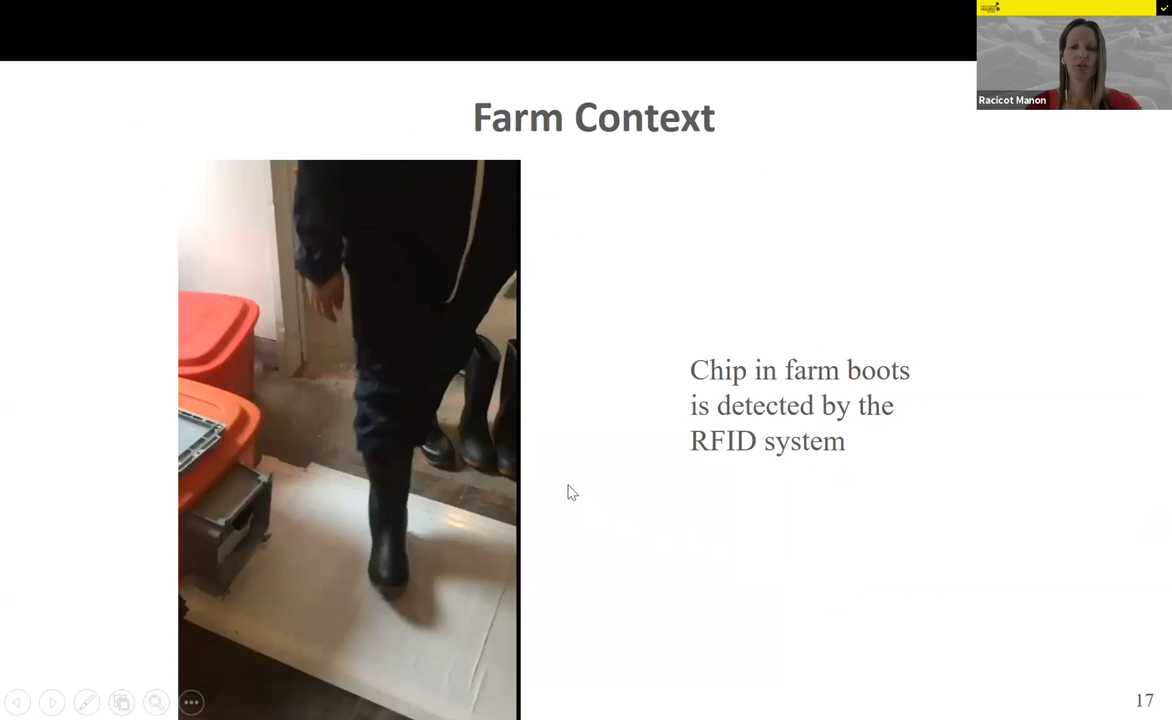 Racicot Manon
Farm Context
Chip in farm boots
is detected by the
RFID system
17